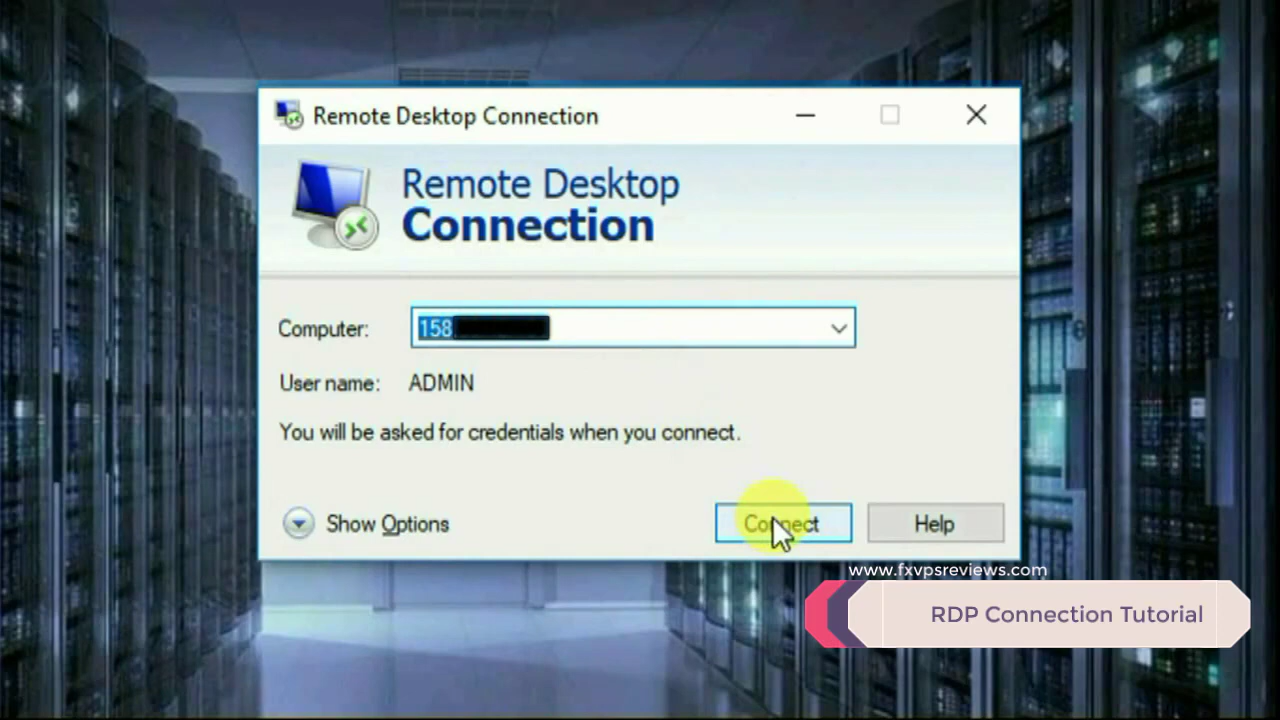 Remote Desktop Connection
Remote Desktop
Connection
Computer:
158
User name: ADMIN
You will be asked for credentials when you connect.
Show Options
Connect
Help
www.fxvpsreviews.com
RDP Connection Tutorial